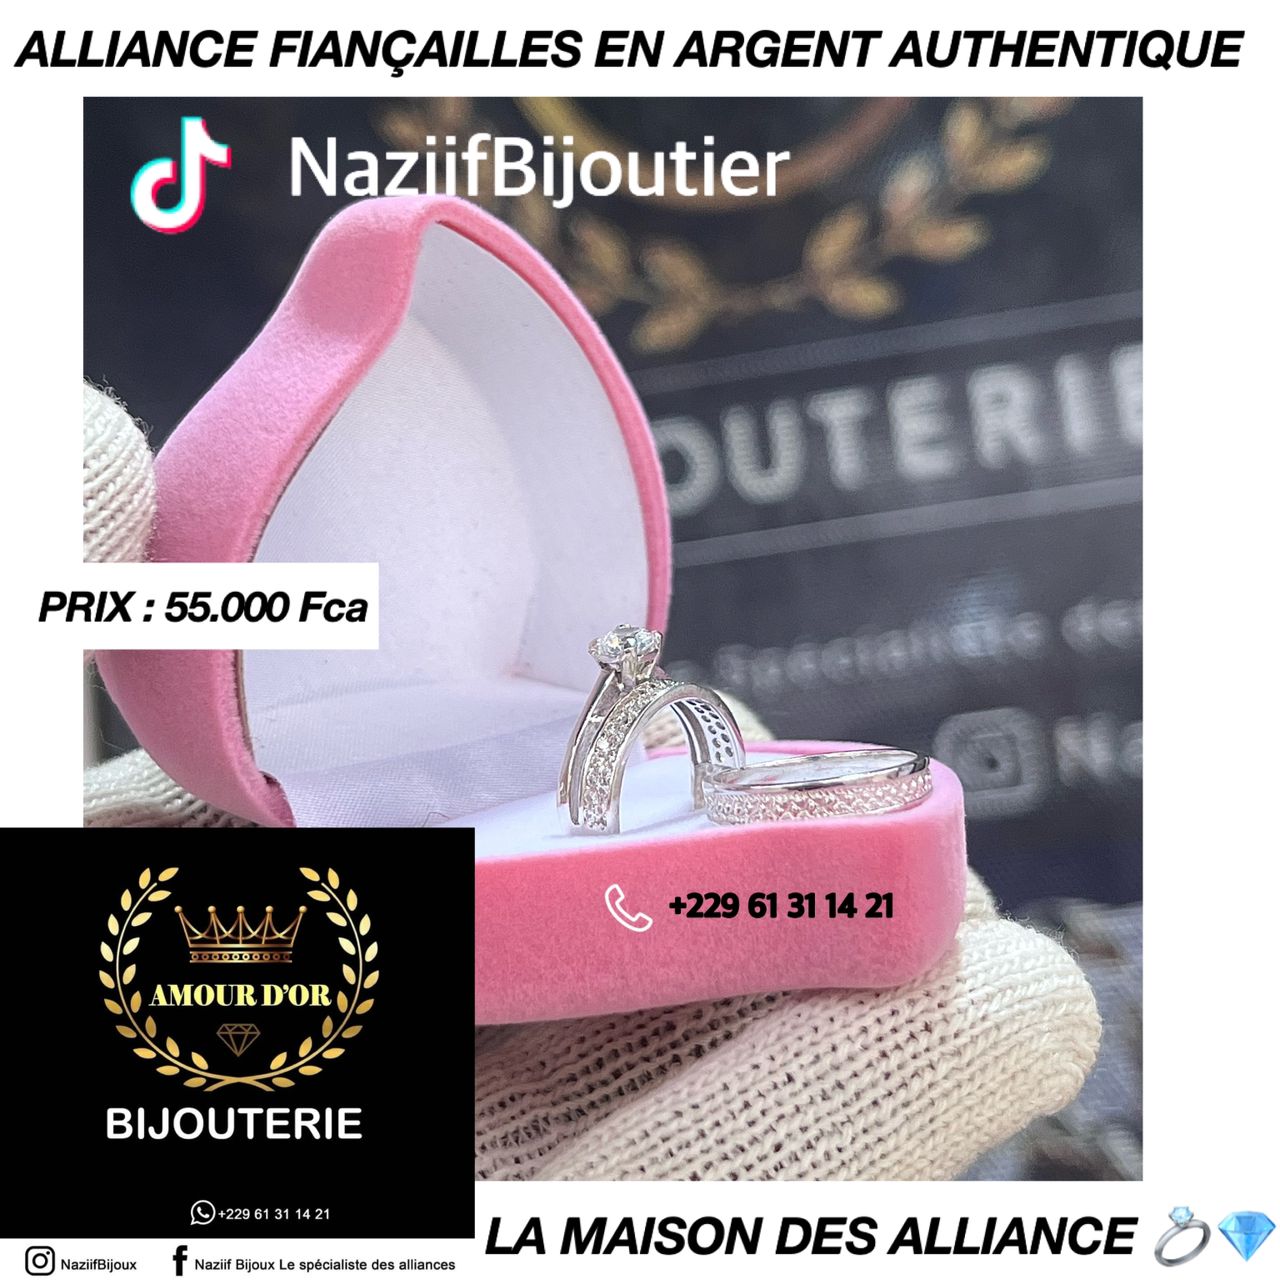 ALLIANCE FIANÇAILLES EN ARGENT AUTHENTIQUE
NaziifBijoutier
OUTERIE
PRIX : 55.000 Fca
+229 61 31 14 21
AMOUR D'OR
BIJOUTERIE
+229 61 31 14 21
LA MAISON DES ALLIANCE
NaziifBijoux
Naziif Bijoux Le spécialiste des alliances